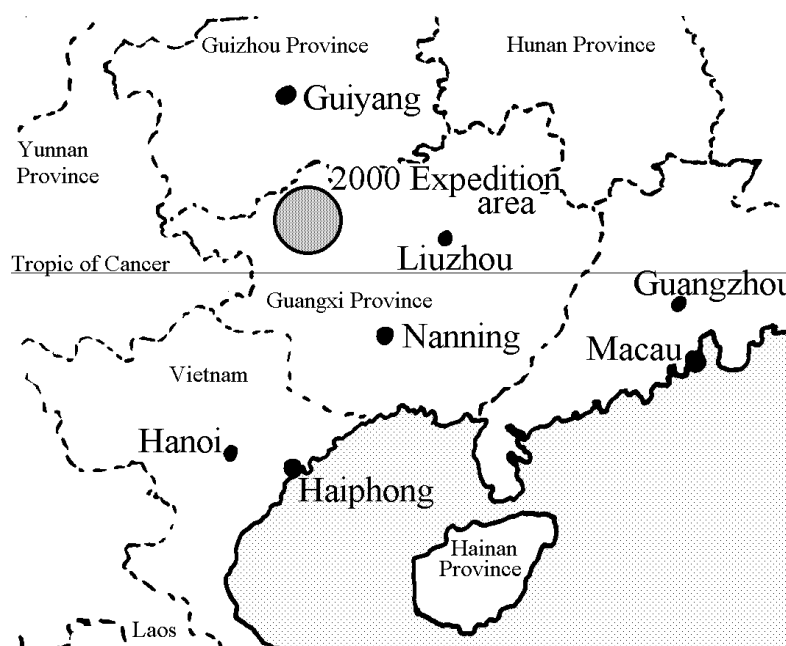 Guizhou Province
Hunan Province
Guiyang
Yunnan
Province
2000 Expedition
area
Liuzhou
Tropic of Cancer
Guangzhou
Guangxi Province
Nanning
Macau
Vietnam
Hanoi
Haiphong
Hainan
Province
Laos